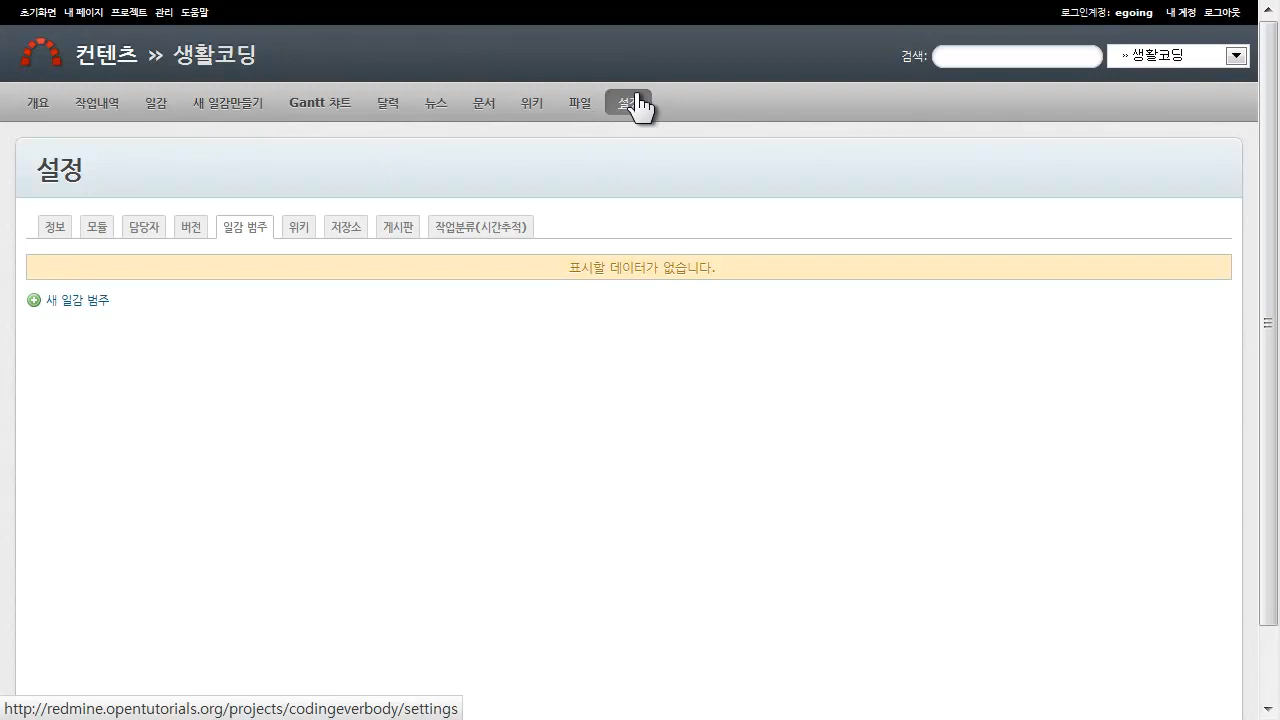 초기화면 내 페이지 프로젝트 관리 도움말
로그인계정: egoing 내 계정 로그아웃
컨텐츠 » 생활코딩
검색:
» 생활코딩
개요 작업내역 일감 새 일감만들기 Gantt 차트 달력 뉴스 문서 위키 파일
설정
정보 모듈 담당자 버전 일감 범주 위키 저장소 게시판 작업분류(시간추적)
표시할 데이터가 없습니다.
새 일감 범주
http://redmine.opentutorials.org/projects/codingeverbody/settings